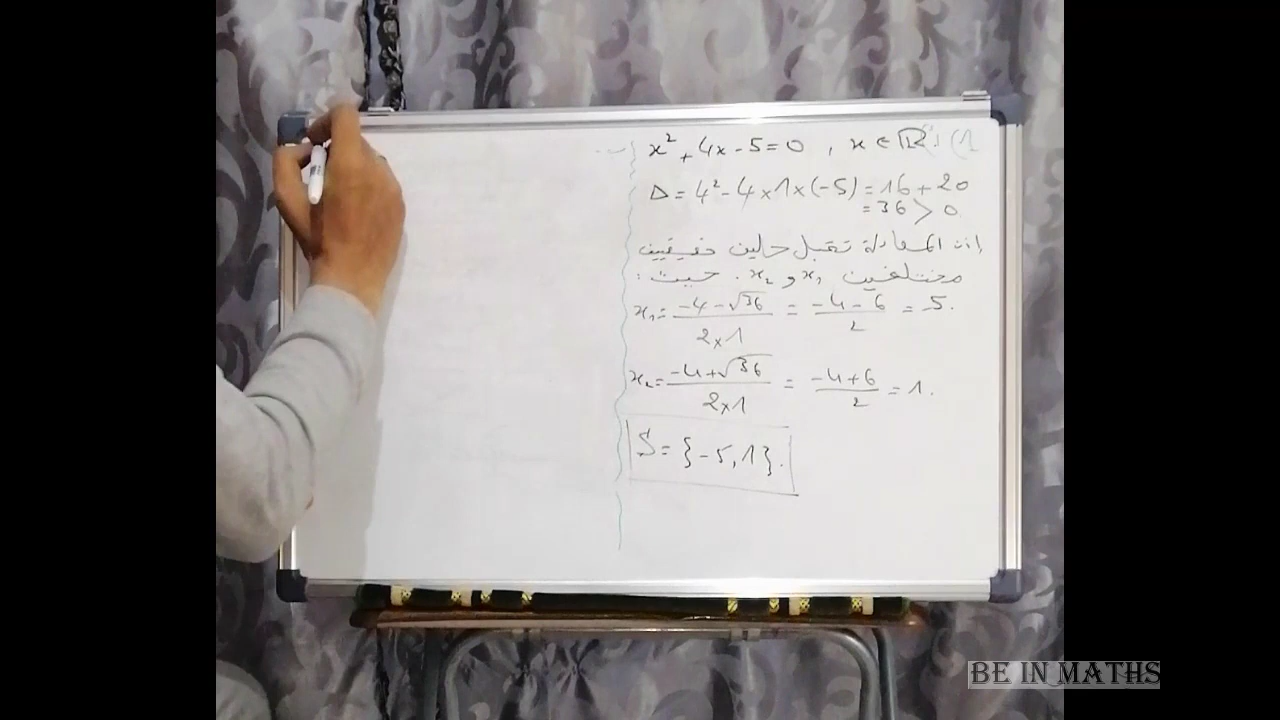 1) x² + 4x - 5 = 0 , x ∈ ℝ :
Δ = 4² - 4×1×(-5) = 16 + 20
= 36 > 0.
إذن المعادلة تقبل حلين حقيقيين
مختلفين x₁ و x₂. حيث :
x₁ = (-4 - √36)/(2×1) = (-4 - 6)/2 = -5.
x₂ = (-4 + √36)/(2×1) = (-4 + 6)/2 = 1.
S = {-5, 1}.
BE IN MATHS